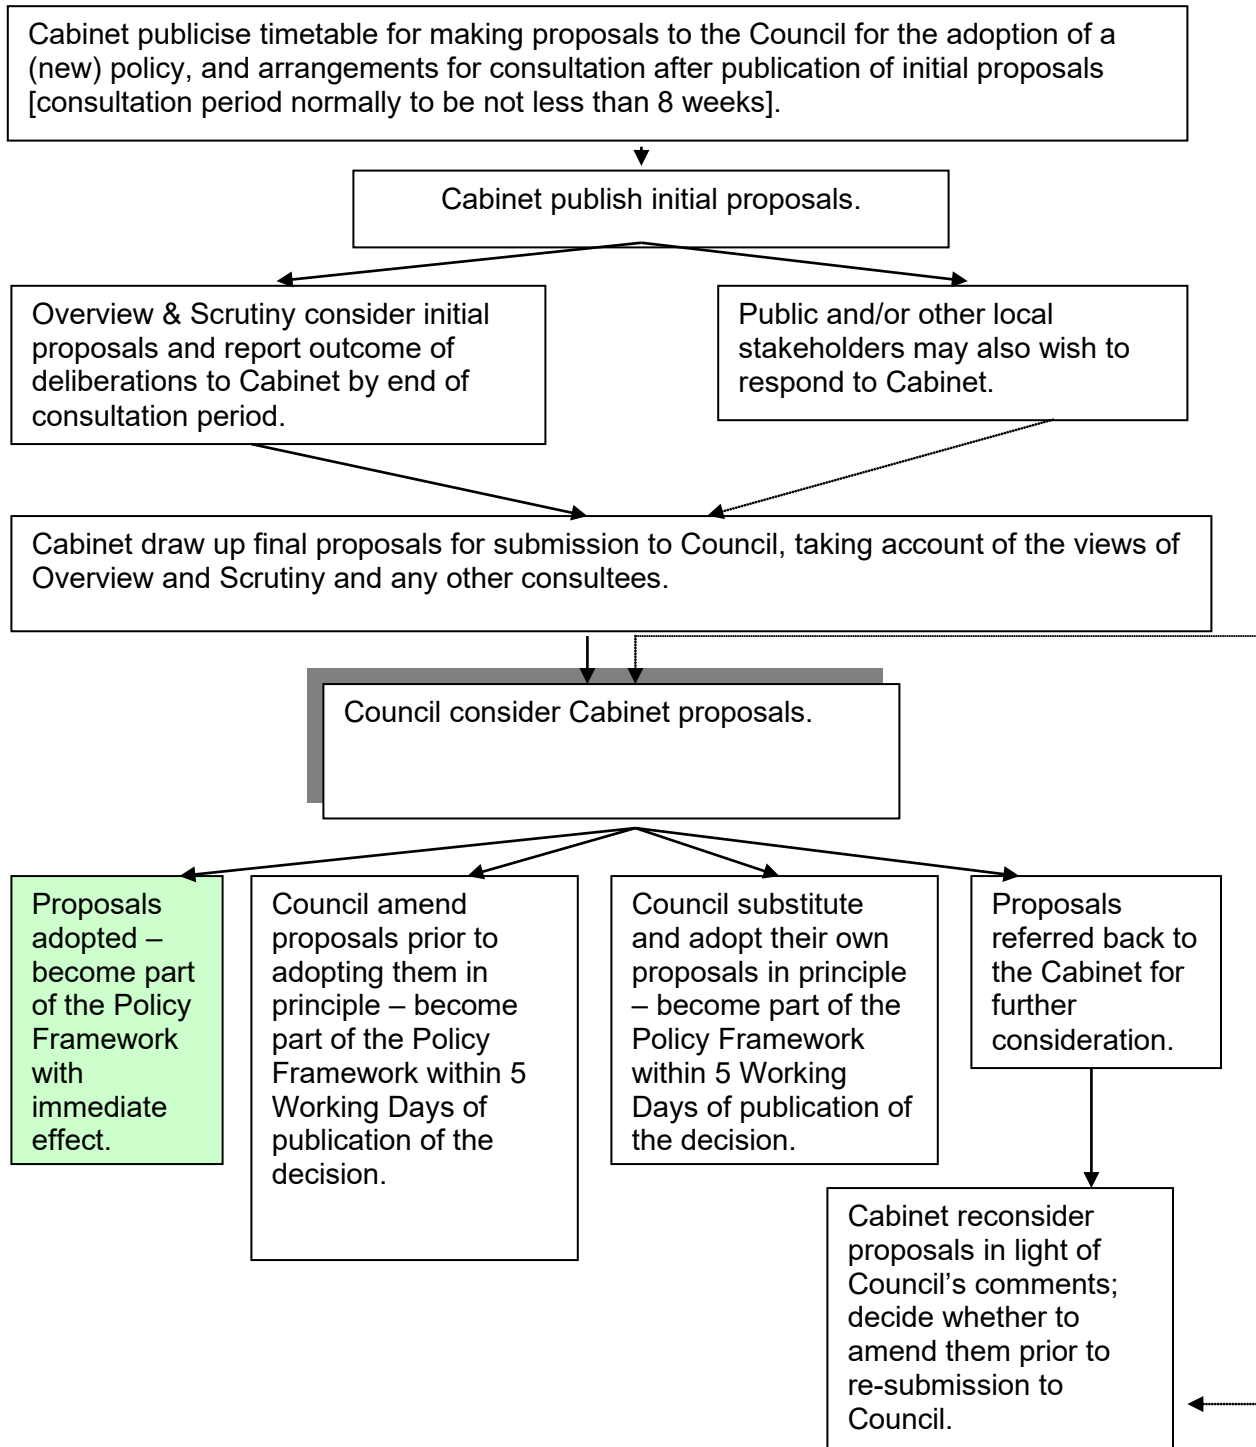 Cabinet publicise timetable for making proposals to the Council for the adoption of a
(new) policy, and arrangements for consultation after publication of initial proposals
[consultation period normally to be not less than 8 weeks].
Cabinet publish initial proposals.
Overview & Scrutiny consider initial
proposals and report outcome of
deliberations to Cabinet by end of
consultation period.
Public and/or other local
stakeholders may also wish to
respond to Cabinet.
Cabinet draw up final proposals for submission to Council, taking account of the views of
Overview and Scrutiny and any other consultees.
Council consider Cabinet proposals.
Proposals
adopted –
become part
of the Policy
Framework
with
immediate
effect.
Council amend
proposals prior to
adopting them in
principle – become
part of the Policy
Framework within 5
Working Days of
publication of the
decision.
Council substitute
and adopt their own
proposals in principle
– become part of the
Policy Framework
within 5 Working
Days of publication of
the decision.
Proposals
referred back to
the Cabinet for
further
consideration.
Cabinet reconsider
proposals in light of
Council’s comments;
decide whether to
amend them prior to
re-submission to
Council.